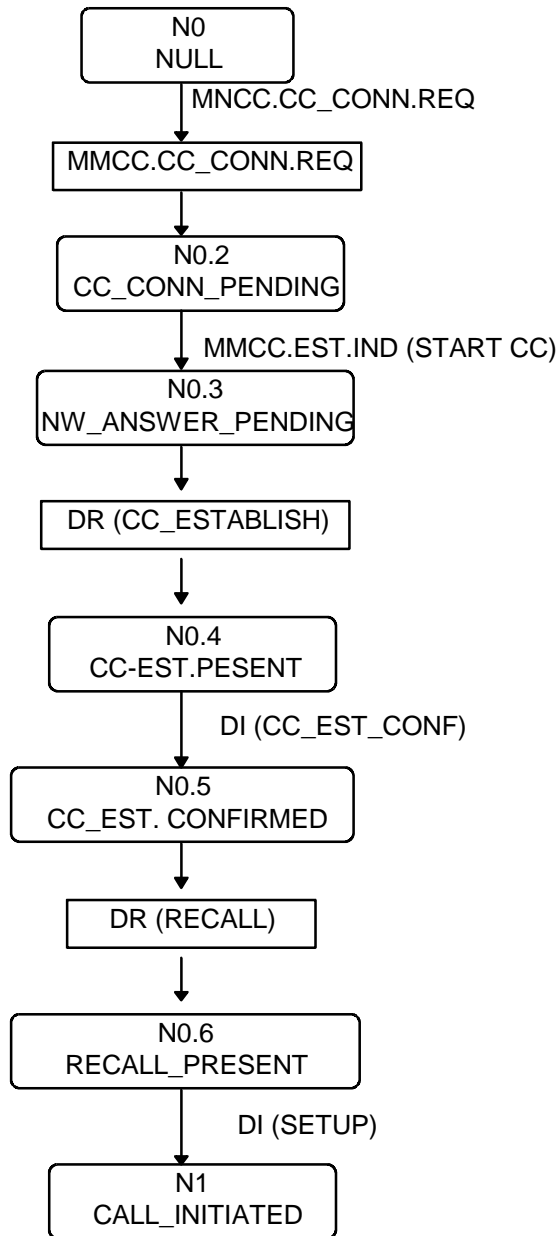 N0
NULL
MNCC.CC_CONN.REQ
MMCC.CC_CONN.REQ
N0.2
CC_CONN_PENDING
MMCC.EST.IND (START CC)
N0.3
NW_ANSWER_PENDING
DR (CC_ESTABLISH)
N0.4
CC-EST.PESENT
DI (CC_EST_CONF)
N0.5
CC_EST. CONFIRMED
DR (RECALL)
N0.6
RECALL_PRESENT
DI (SETUP)
N1
CALL_INITIATED